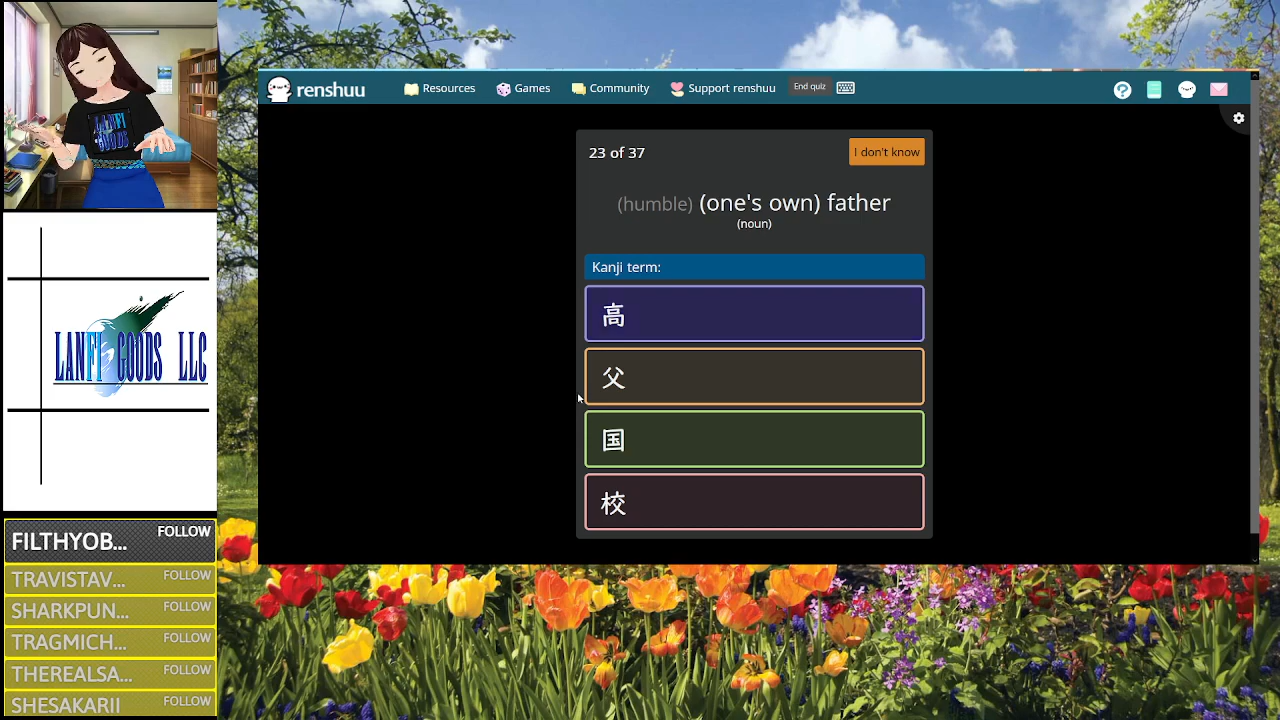 LANFI
GOODS
LANFI GOODS LLC
FILTHYOB... FOLLOW
TRAVISTAV... FOLLOW
SHARKPUN... FOLLOW
TRAGMICH... FOLLOW
THEREALSA... FOLLOW
SHESAKARII FOLLOW
renshuu Resources Games Community Support renshuu End quiz
23 of 37 I don't know
(humble) (one's own) father
(noun)
Kanji term:
高
父
国
校